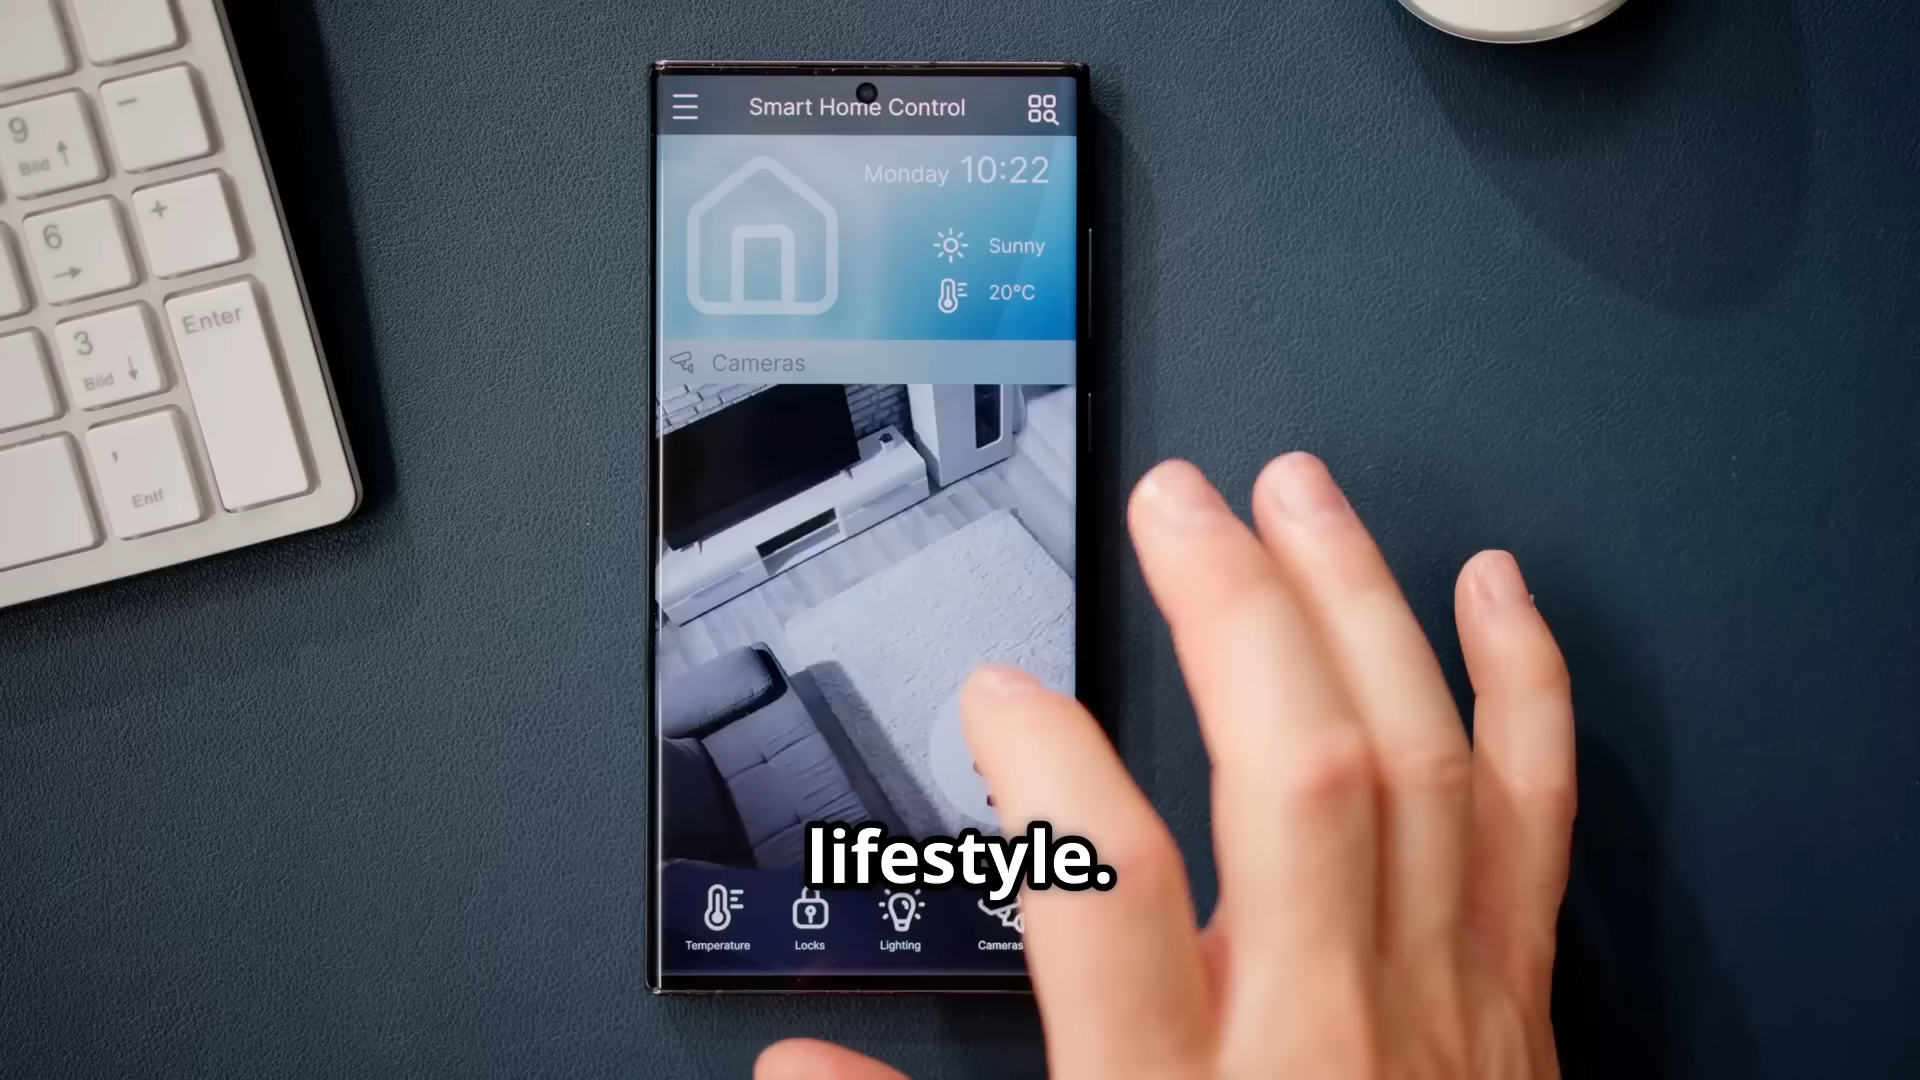 9
Bild ↑
-
6
→
+
3
Bild ↓
Enter
,
Entf
Smart Home Control
Monday 10:22
Sunny
20°C
Cameras
lifestyle.
Temperature
Locks
Lighting
Cameras